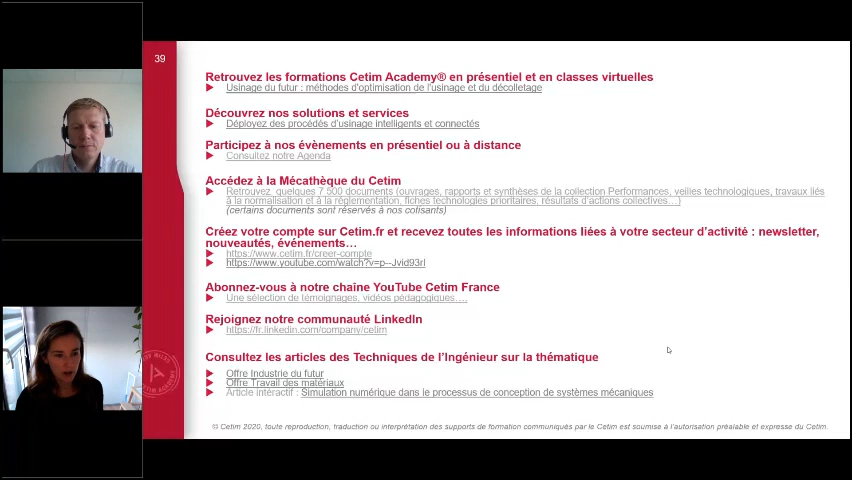 39
Retrouvez les formations Cetim Academy® en présentiel et en classes virtuelles
Usinage du futur : méthodes d'optimisation de l'usinage et du décolletage
Découvrez nos solutions et services
Déployez des procédés d'usinage intelligents et connectés
Participez à nos évènements en présentiel ou à distance
Consultez notre Agenda
Accédez à la Mécathèque du Cetim
Retrouvez quelques 7 500 documents (ouvrages, rapports et synthèses de la collection Performances, veilles technologiques, travaux liés
à la normalisation et à la réglementation, fiches technologies prioritaires, résultats d'actions collectives…)
(certains documents sont réservés à nos cotisants)
Créez votre compte sur Cetim.fr et recevez toutes les informations liées à votre secteur d'activité : newsletter,
nouveautés, événements…
https://www.cetim.fr/creer-compte
https://www.youtube.com/watch?v=p--Jvid93rI
Abonnez-vous à notre chaine YouTube Cetim France
Une sélection de témoignages, vidéos pédagogiques….
Rejoignez notre communauté LinkedIn
https://fr.linkedin.com/company/cetim
Consultez les articles des Techniques de l'Ingénieur sur la thématique
Offre Industrie du futur
Offre Travail des matériaux
Article intéractif : Simulation numérique dans le processus de conception de systèmes mécaniques
© Cetim 2020, toute reproduction, traduction ou interprétation des supports de formation communiqués par le Cetim est soumise à l'autorisation préalable et expresse du Cetim.